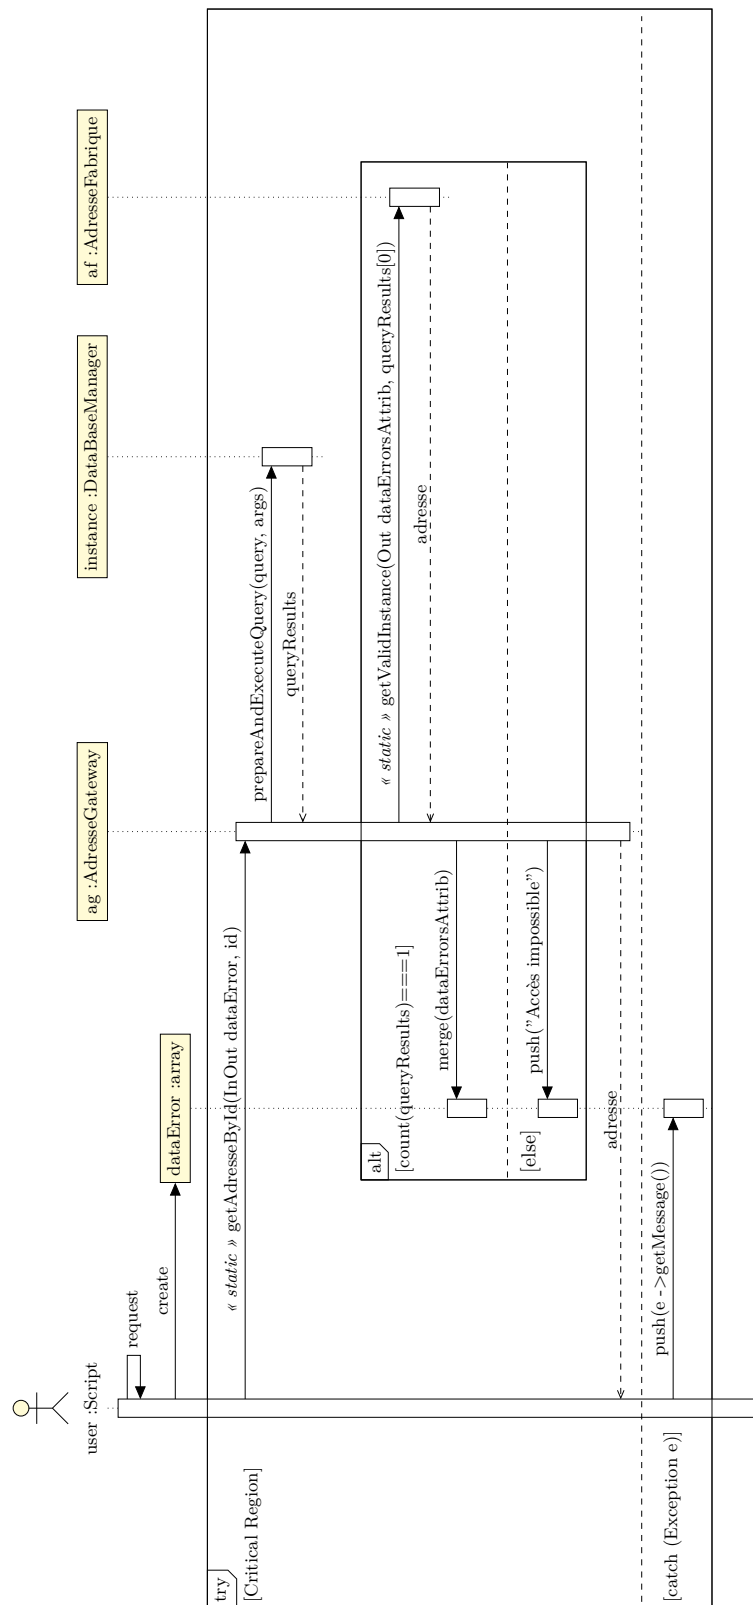 user :Script
dataError :array
ag :AdresseGateway
instance :DataBaseManager
af :AdresseFabrique
request
create
try
[Critical Region]
« static » getAdresseById(InOut dataError, id)
prepareAndExecuteQuery(query, args)
queryResults
alt
[count(queryResults)===1]
« static » getValidInstance(Out dataErrorsAttrib, queryResults[0])
adresse
merge(dataErrorsAttrib)
[else]
push("Accès impossible")
adresse
[catch (Exception e)]
push(e ->getMessage())